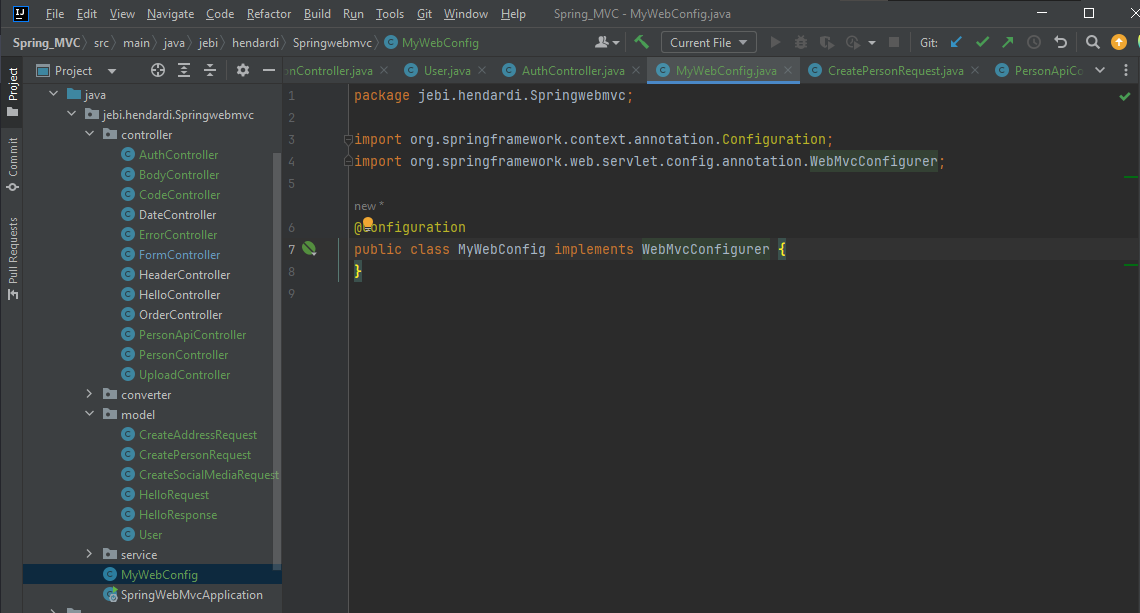 File Edit View Navigate Code Refactor Build Run Tools Git Window Help Spring_MVC - MyWebConfig.java
Spring_MVC src main java jebi hendardi Springwebmvc MyWebConfig Current File Git:
Project onController.java User.java AuthController.java MyWebConfig.java CreatePersonRequest.java PersonApiCo
Project
Commit
Pull Requests
java
jebi.hendardi.Springwebmvc
controller
AuthController
BodyController
CodeController
DateController
ErrorController
FormController
HeaderController
HelloController
OrderController
PersonApiController
PersonController
UploadController
converter
model
CreateAddressRequest
CreatePersonRequest
CreateSocialMediaRequest
HelloRequest
HelloResponse
User
service
MyWebConfig
SpringWebMvcApplication
1 package jebi.hendardi.Springwebmvc;
2
3 import org.springframework.context.annotation.Configuration;
4 import org.springframework.web.servlet.config.annotation.WebMvcConfigurer;
5
new *
6 @Configuration
7 public class MyWebConfig implements WebMvcConfigurer {
8 }
9